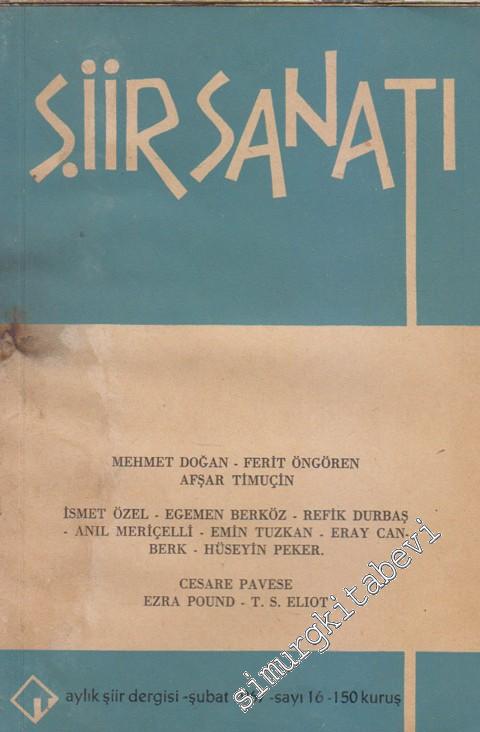 ŞİİR SANATI
MEHMET DOĞAN - FERİT ÖNGÖREN
AFŞAR TİMUÇİN
İSMET ÖZEL - EGEMEN BERKÖZ - REFİK DURBAŞ
- ANIL MERİÇELLİ - EMİN TUZKAN - ERAY CAN-
BERK - HÜSEYİN PEKER.
CESARE PAVESE
EZRA POUND - T. S. ELIOT
aylık şiir dergisi -şubat -sayı 16 -150 kuruş
simurgkitabevi